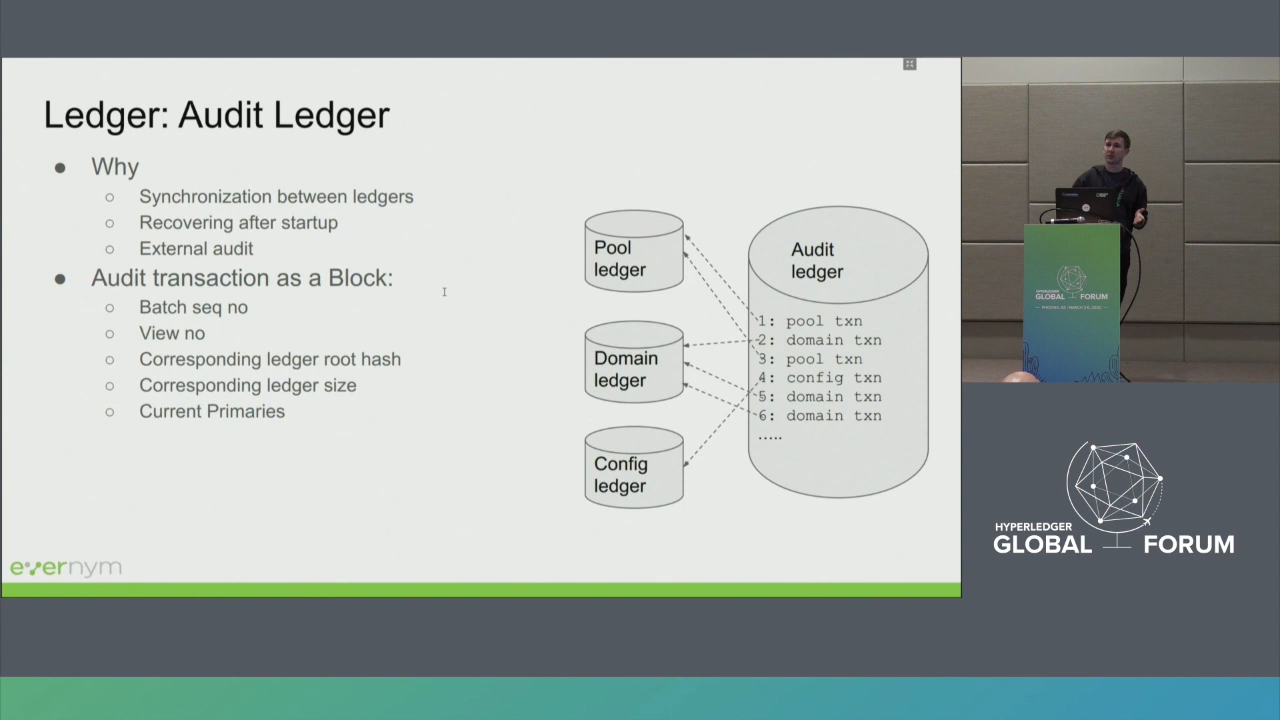 Ledger: Audit Ledger
● Why
○ Synchronization between ledgers
○ Recovering after startup
○ External audit
● Audit transaction as a Block:
○ Batch seq no
○ View no
○ Corresponding ledger root hash
○ Corresponding ledger size
○ Current Primaries
Pool
ledger
Domain
ledger
Config
ledger
Audit
ledger
1: pool txn
2: domain txn
3: pool txn
4: config txn
5: domain txn
6: domain txn
.....
evernym
HYPERLEDGER
GLOBAL FORUM
HYPERLEDGER
GLOBAL FORUM